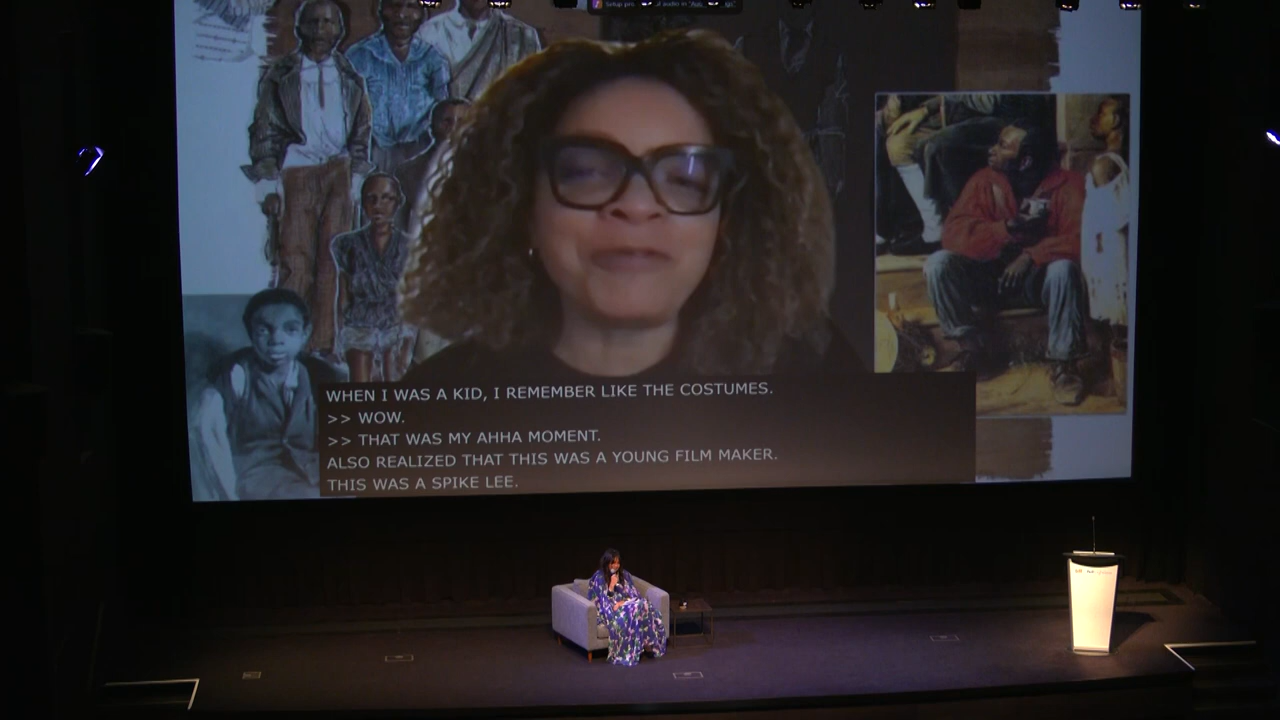 WHEN I WAS A KID, I REMEMBER LIKE THE COSTUMES.
>> WOW.
>> THAT WAS MY AHHA MOMENT.
ALSO REALIZED THAT THIS WAS A YOUNG FILM MAKER.
THIS WAS A SPIKE LEE.